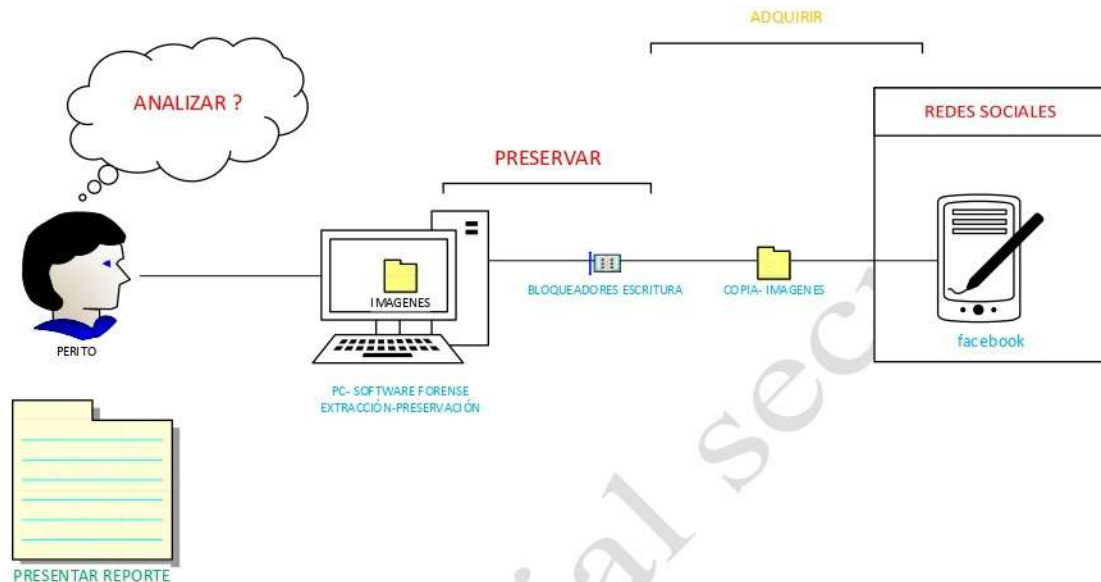 ADQUIRIR
ANALIZAR ?
REDES SOCIALES
PRESERVAR
IMAGENES
BLOQUEADORES ESCRITURA
COPIA- IMAGENES
facebook
PERITO
PC- SOFTWARE FORENSE
EXTRACCIÓN-PRESERVACIÓN
PRESENTAR REPORTE